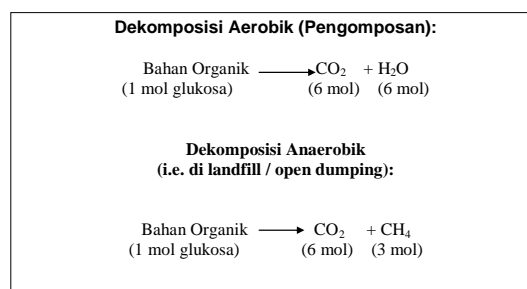 Dekomposisi Aerobik (Pengomposan):
Bahan Organik → CO₂ + H₂O
(1 mol glukosa) (6 mol) (6 mol)
Dekomposisi Anaerobik
(i.e. di landfill / open dumping):
Bahan Organik → CO₂ + CH₄
(1 mol glukosa) (6 mol) (3 mol)